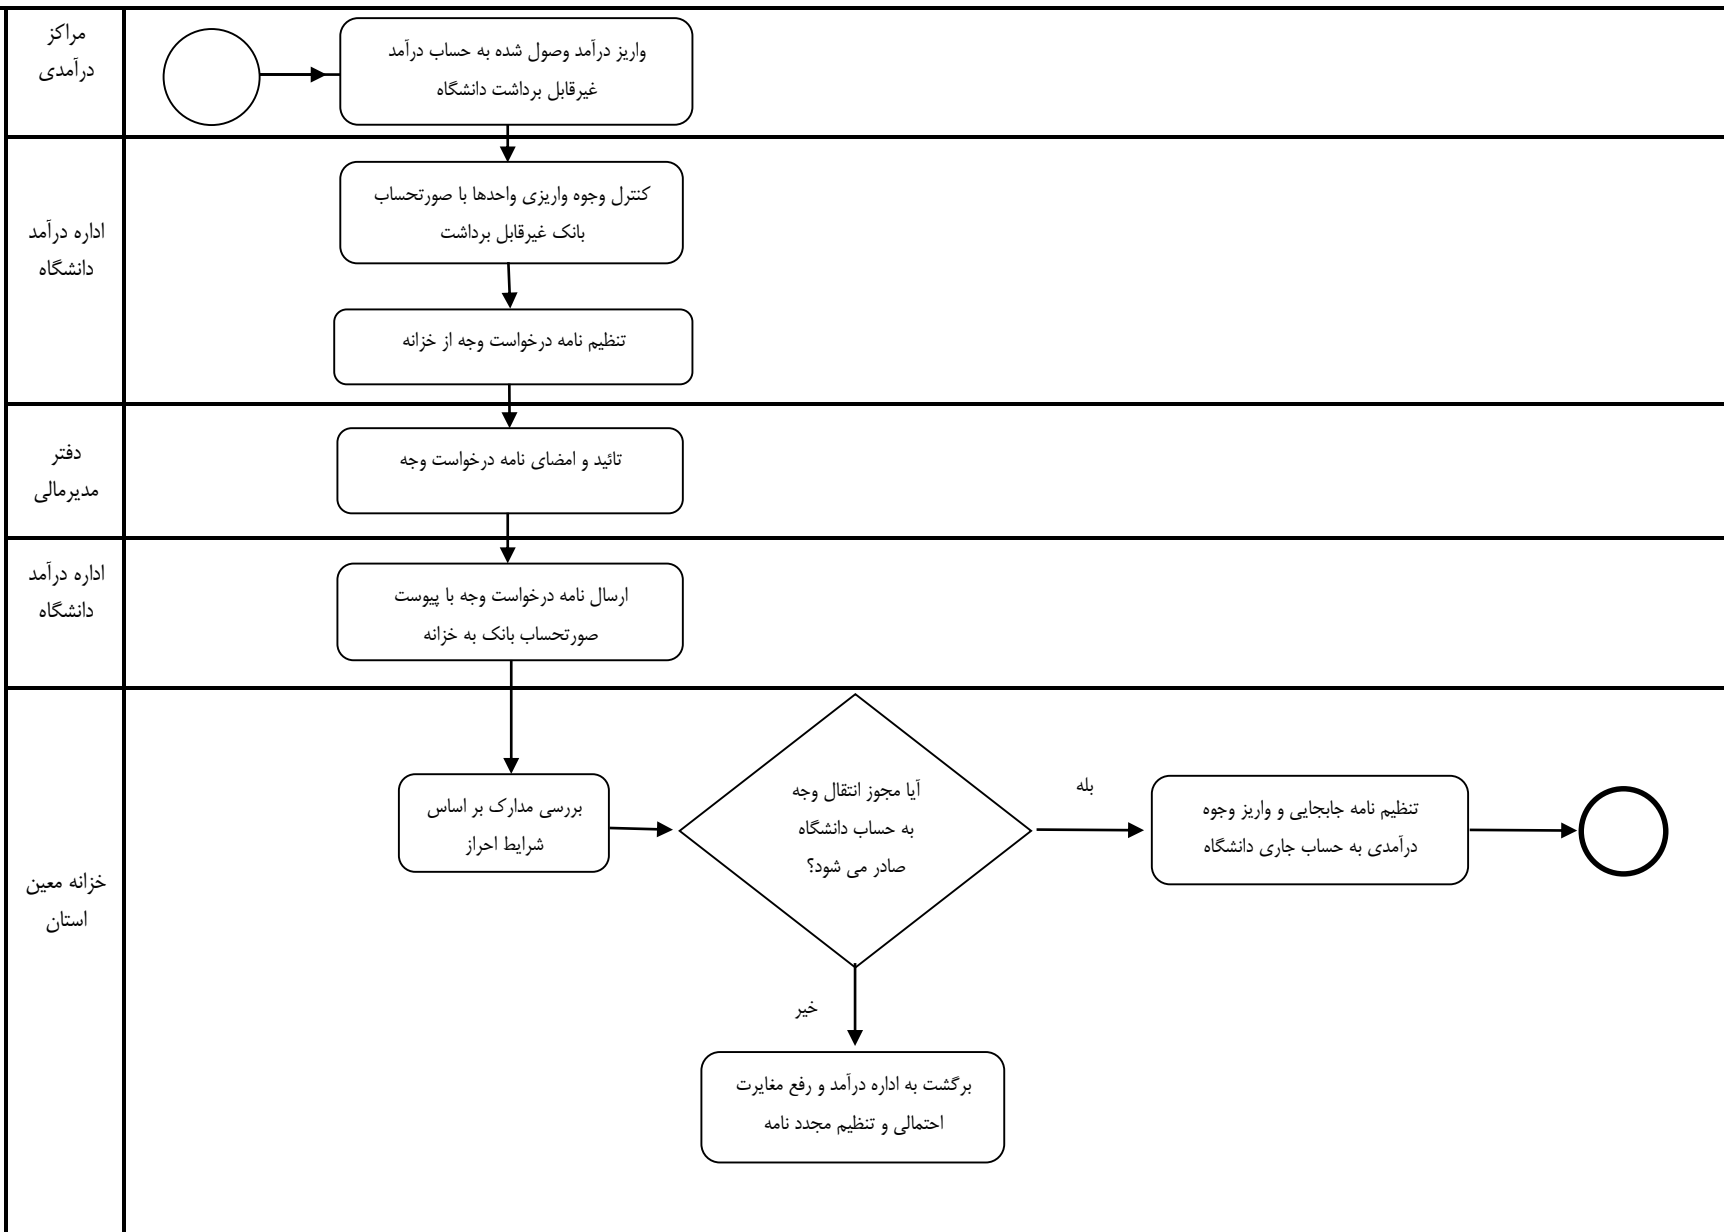 مراکز
درآمدی
واریز درآمد وصول شده به حساب درآمد
غیرقابل برداشت دانشگاه
اداره درآمد
دانشگاه
کنترل وجوه واریزی واحدها با صورتحساب
بانک غیرقابل برداشت
تنظیم نامه درخواست وجه از خزانه
دفتر
مدیرمالی
تائید و امضای نامه درخواست وجه
اداره درآمد
دانشگاه
ارسال نامه درخواست وجه با پیوست
صورتحساب بانک به خزانه
خزانه معین
استان
بررسی مدارک بر اساس
شرایط احراز
آیا مجوز انتقال وجه
به حساب دانشگاه
صادر می شود؟
بله
تنظیم نامه جابجایی و واریز وجوه
درآمدی به حساب جاری دانشگاه
خیر
برگشت به اداره درآمد و رفع مغایرت
احتمالی و تنظیم مجدد نامه